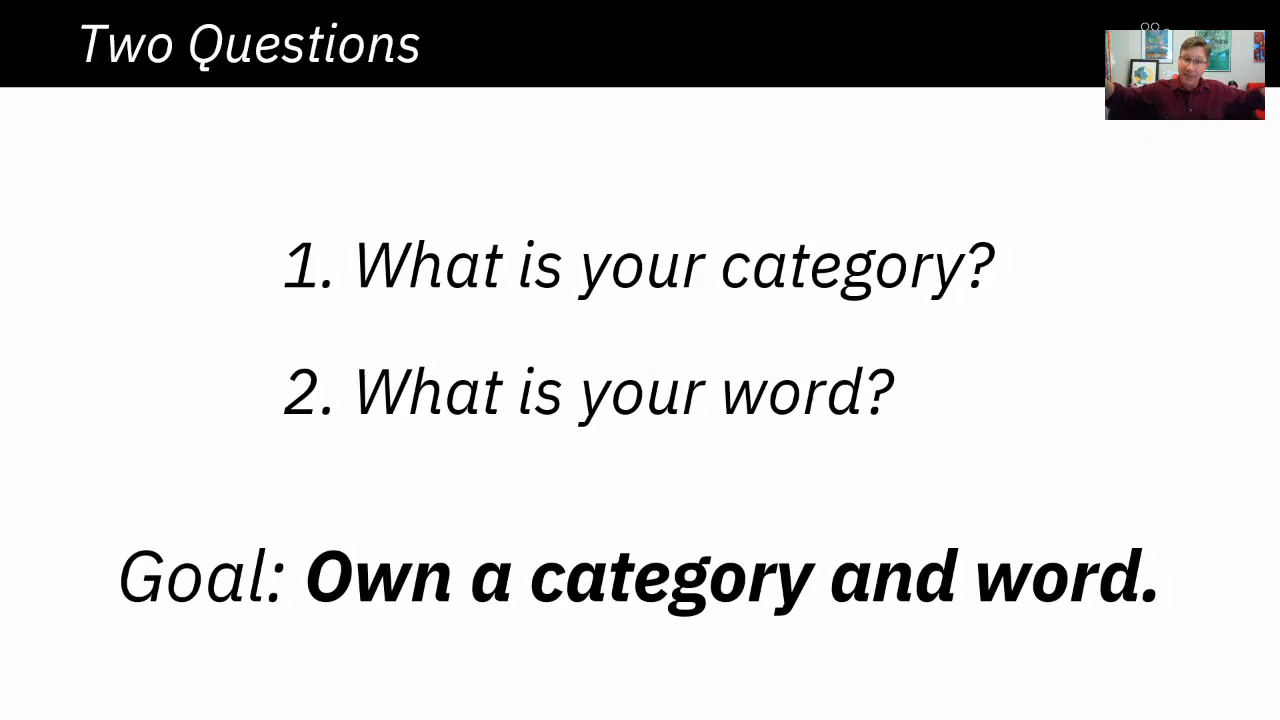 Two Questions
1. What is your category?
2. What is your word?
Goal: Own a category and word.